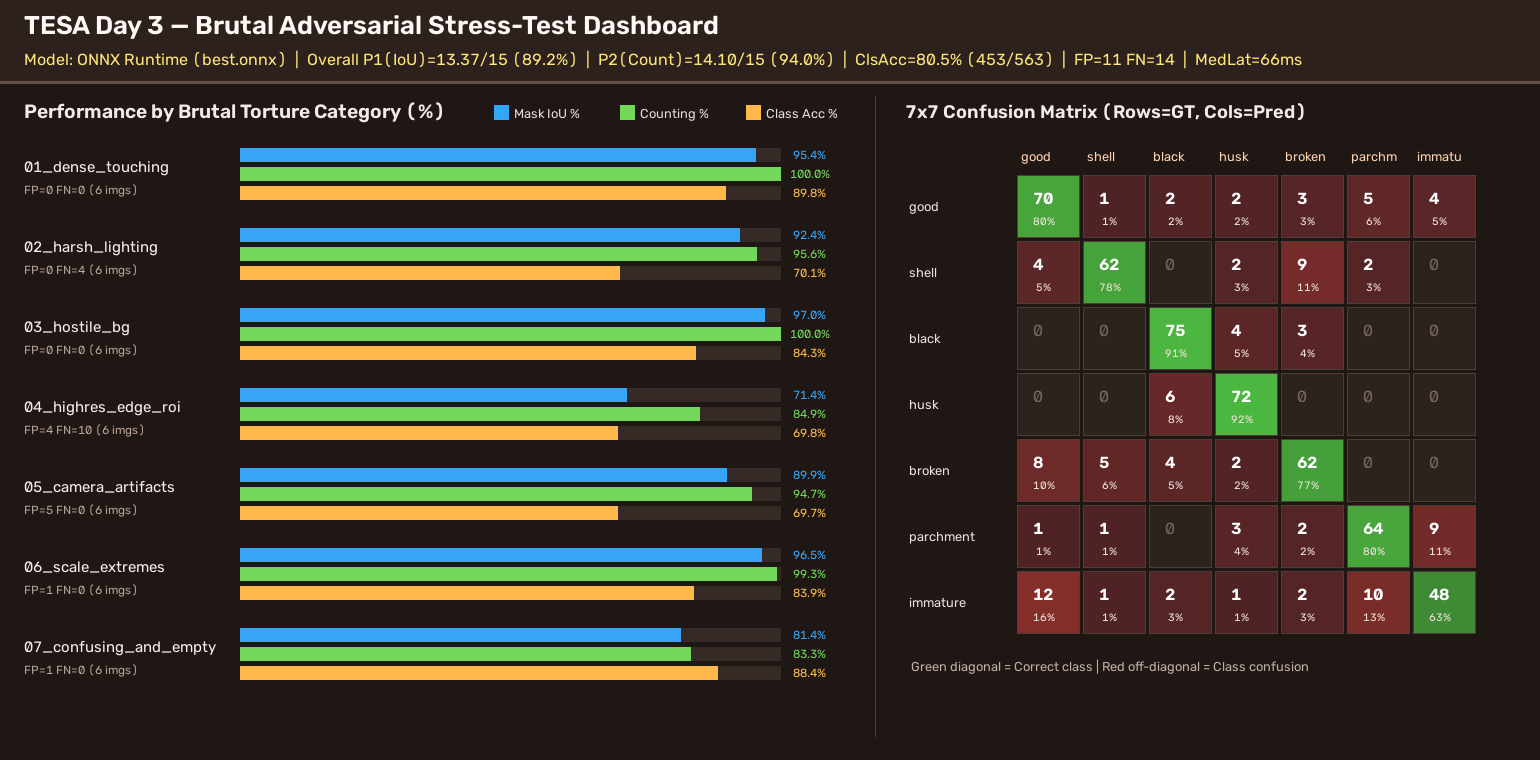 TESA Day 3 — Brutal Adversarial Stress-Test Dashboard
Model: ONNX Runtime (best.onnx) | Overall P1(IoU)=13.37/15 (89.2%) | P2(Count)=14.10/15 (94.0%) | ClsAcc=80.5% (453/563) | FP=11 FN=14 | MedLat=66ms
Performance by Brutal Torture Category (%)
Mask IoU %
Counting %
Class Acc %
01_dense_touching
FP=0 FN=0 (6 imgs)
95.4%
100.0%
89.8%
02_harsh_lighting
FP=0 FN=4 (6 imgs)
92.4%
95.6%
70.1%
03_hostile_bg
FP=0 FN=0 (6 imgs)
97.0%
100.0%
84.3%
04_highres_edge_roi
FP=4 FN=10 (6 imgs)
71.4%
84.9%
69.8%
05_camera_artifacts
FP=5 FN=0 (6 imgs)
89.9%
94.7%
69.7%
06_scale_extremes
FP=1 FN=0 (6 imgs)
96.5%
99.3%
83.9%
07_confusing_and_empty
FP=1 FN=0 (6 imgs)
81.4%
83.3%
88.4%
7x7 Confusion Matrix (Rows=GT, Cols=Pred)
good shell black husk broken parchm immatu
good
70 1 2 2 3 5 4
80% 1% 2% 2% 3% 6% 5%
shell
4 62 0 2 9 2 0
5% 78% 3% 11% 3%
black
0 0 75 4 3 0 0
91% 5% 4%
husk
0 0 6 72 0 0 0
8% 92%
broken
8 5 4 2 62 0 0
10% 6% 5% 2% 77%
parchment
1 1 0 3 2 64 9
1% 1% 4% 2% 80% 11%
immature
12 1 2 1 2 10 48
16% 1% 3% 1% 3% 13% 63%
Green diagonal = Correct class | Red off-diagonal = Class confusion